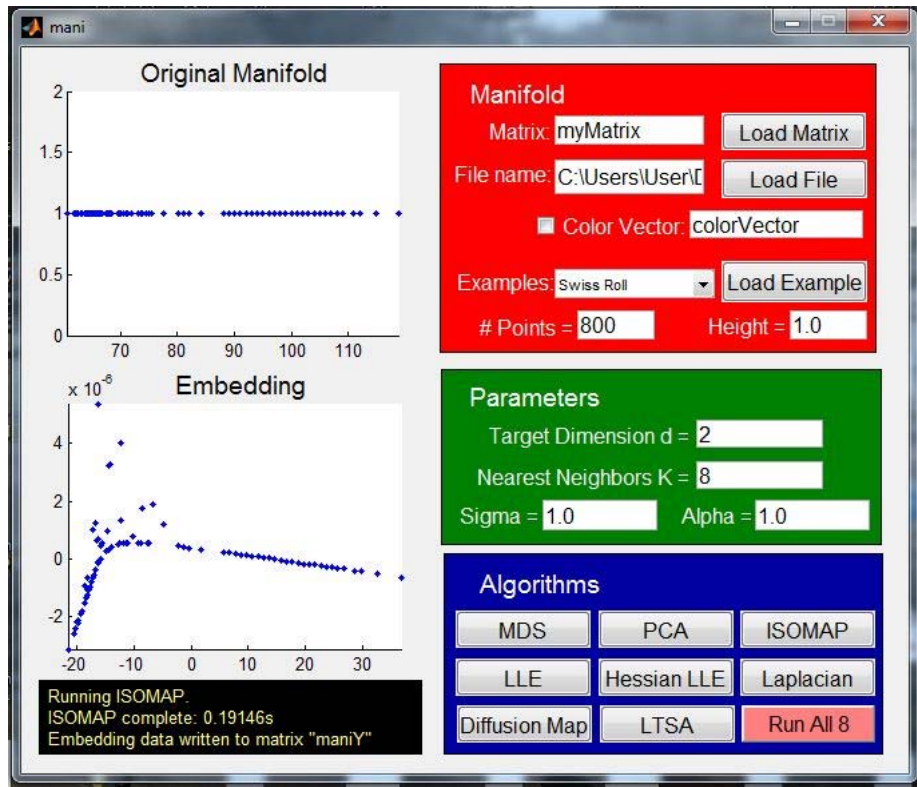 mani
Original Manifold
2
1.5
1
0.5
0
70 80 90 100 110
x 10^-6
Embedding
4
2
0
-2
-20 -10 0 10 20 30
Running ISOMAP.
ISOMAP complete: 0.19146s
Embedding data written to matrix "maniY"
Manifold
Matrix: myMatrix Load Matrix
File name: C:\Users\User\D Load File
Color Vector: colorVector
Examples: Swiss Roll Load Example
# Points = 800 Height = 1.0
Parameters
Target Dimension d = 2
Nearest Neighbors K = 8
Sigma = 1.0 Alpha = 1.0
Algorithms
MDS PCA ISOMAP
LLE Hessian LLE Laplacian
Diffusion Map LTSA Run All 8